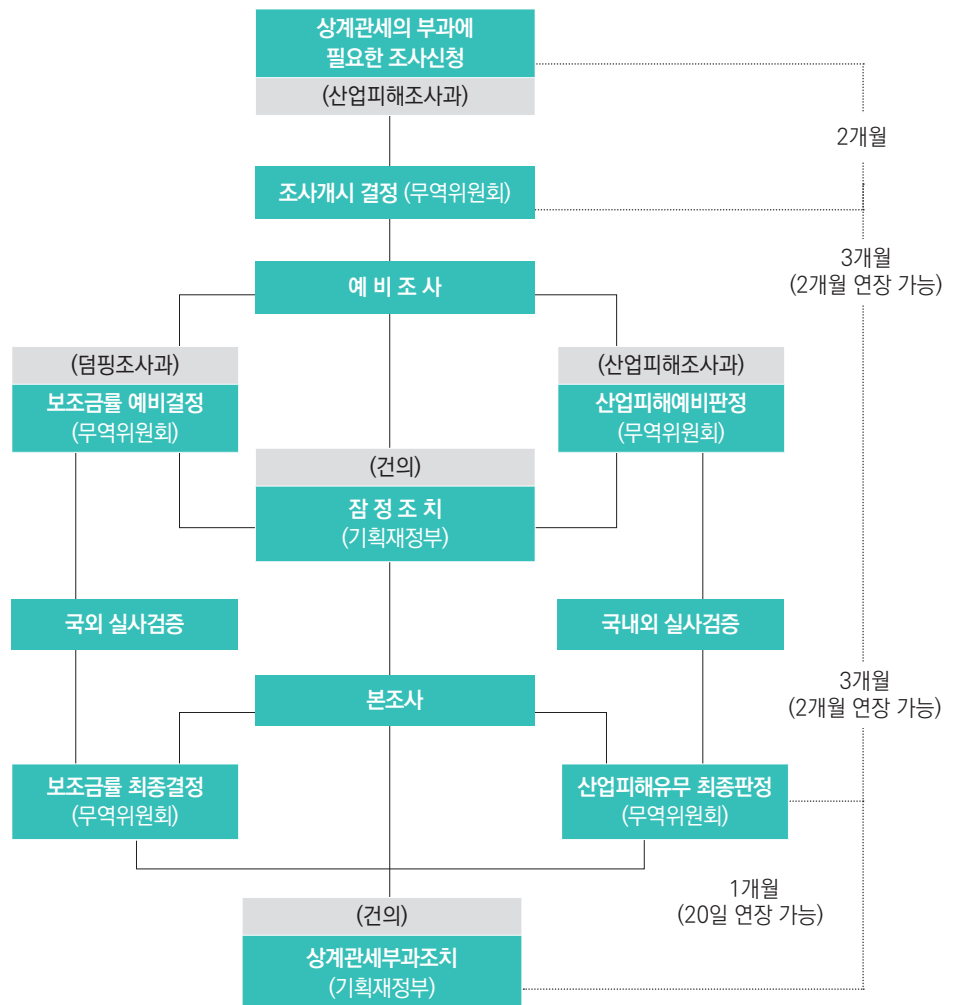 상계관세의 부과에
필요한 조사신청
(산업피해조사과)
2개월
조사개시 결정 (무역위원회)
3개월
(2개월 연장 가능)
예 비 조 사
(덤핑조사과)
보조금률 예비결정
(무역위원회)
(산업피해조사과)
산업피해예비판정
(무역위원회)
(건의)
잠 정 조 치
(기획재정부)
국외 실사검증
국내외 실사검증
본조사
3개월
(2개월 연장 가능)
보조금률 최종결정
(무역위원회)
산업피해유무 최종판정
(무역위원회)
1개월
(20일 연장 가능)
(건의)
상계관세부과조치
(기획재정부)